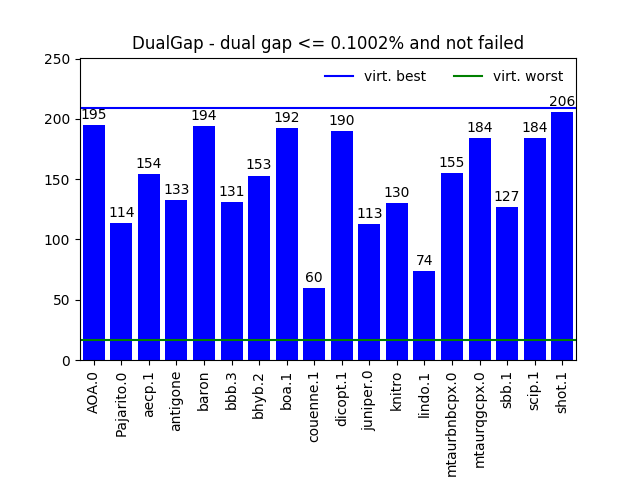 DualGap - dual gap <= 0.1002% and not failed
250
200
150
100
50
0
virt. best
virt. worst
195
114
154
133
194
131
153
192
60
190
113
130
74
155
184
127
184
206
AOA.0
Pajarito.0
aecp.1
antigone
baron
bbb.3
bhyb.2
boa.1
couenne.1
dicopt.1
juniper.0
knitro
lindo.1
mtaurbnbcpx.0
mtaurqgcpx.0
sbb.1
scip.1
shot.1